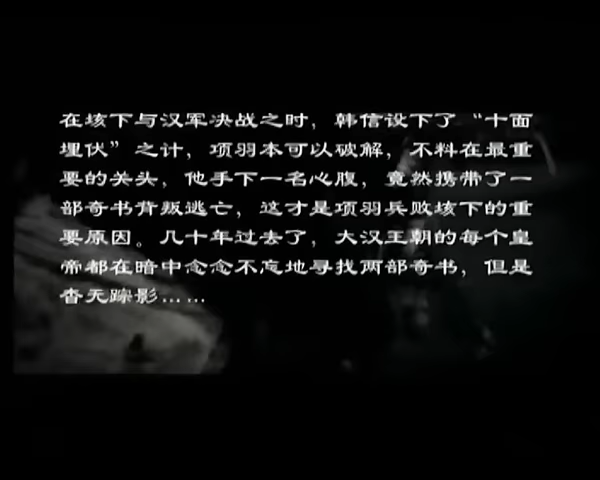 在垓下与汉军决战之时，韩信设下了“十面
埋伏”之计，项羽本可以破解，不料在最重
要的关头，他手下一名心腹，竟然携带了一
部奇书背叛逃亡，这才是项羽兵败垓下的重
要原因。几十年过去了，大汉王朝的每个皇
帝都在暗中念念不忘地寻找两部奇书，但是
杳无踪影……